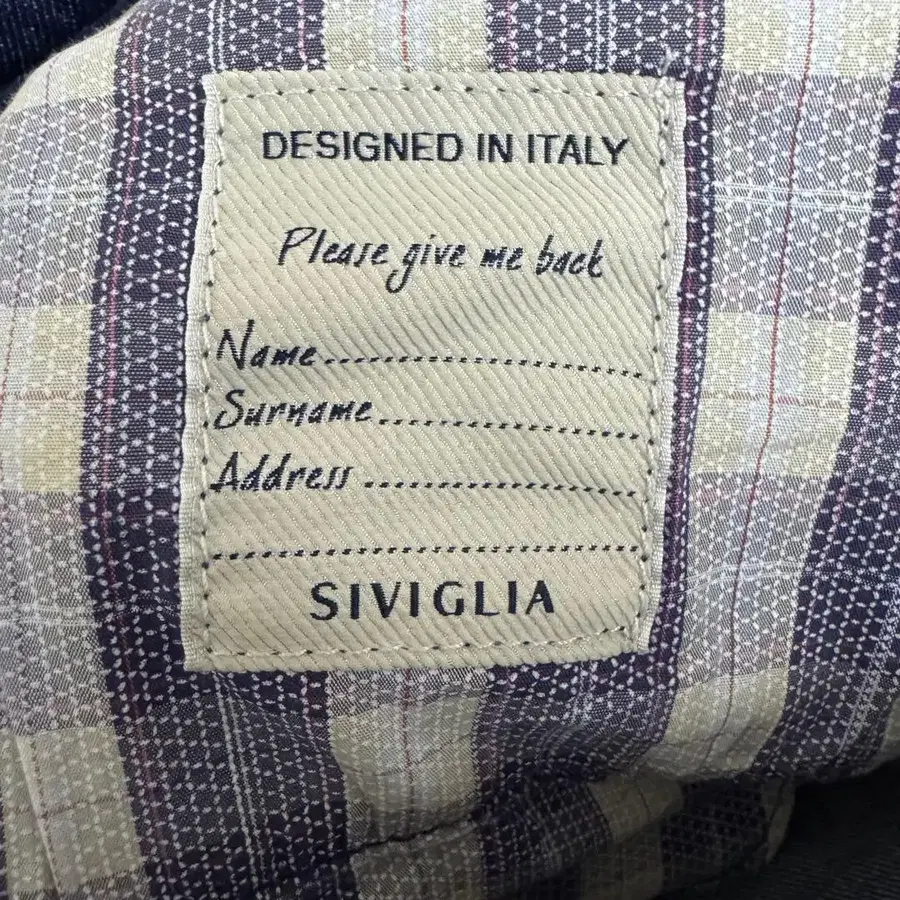 DESIGNED IN ITALY
Please give me back
Name....................................
Surname..............................
Address ..............................
................................................
SIVIGLIA